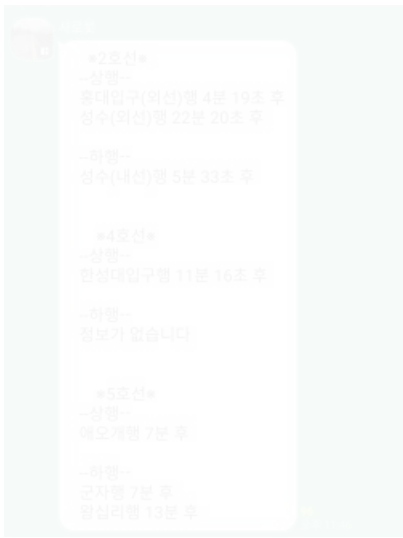 *2호선*
--상행--
홍대입구(외선)행 4분 19초 후
성수(외선)행 22분 20초 후
--하행--
성수(내선)행 5분 33초 후
*4호선*
--상행--
한성대입구행 11분 16초 후
--하행--
정보가 없습니다
*5호선*
--상행--
애오개행 7분 후
--하행--
군자행 7분 후
왕십리행 13분 후